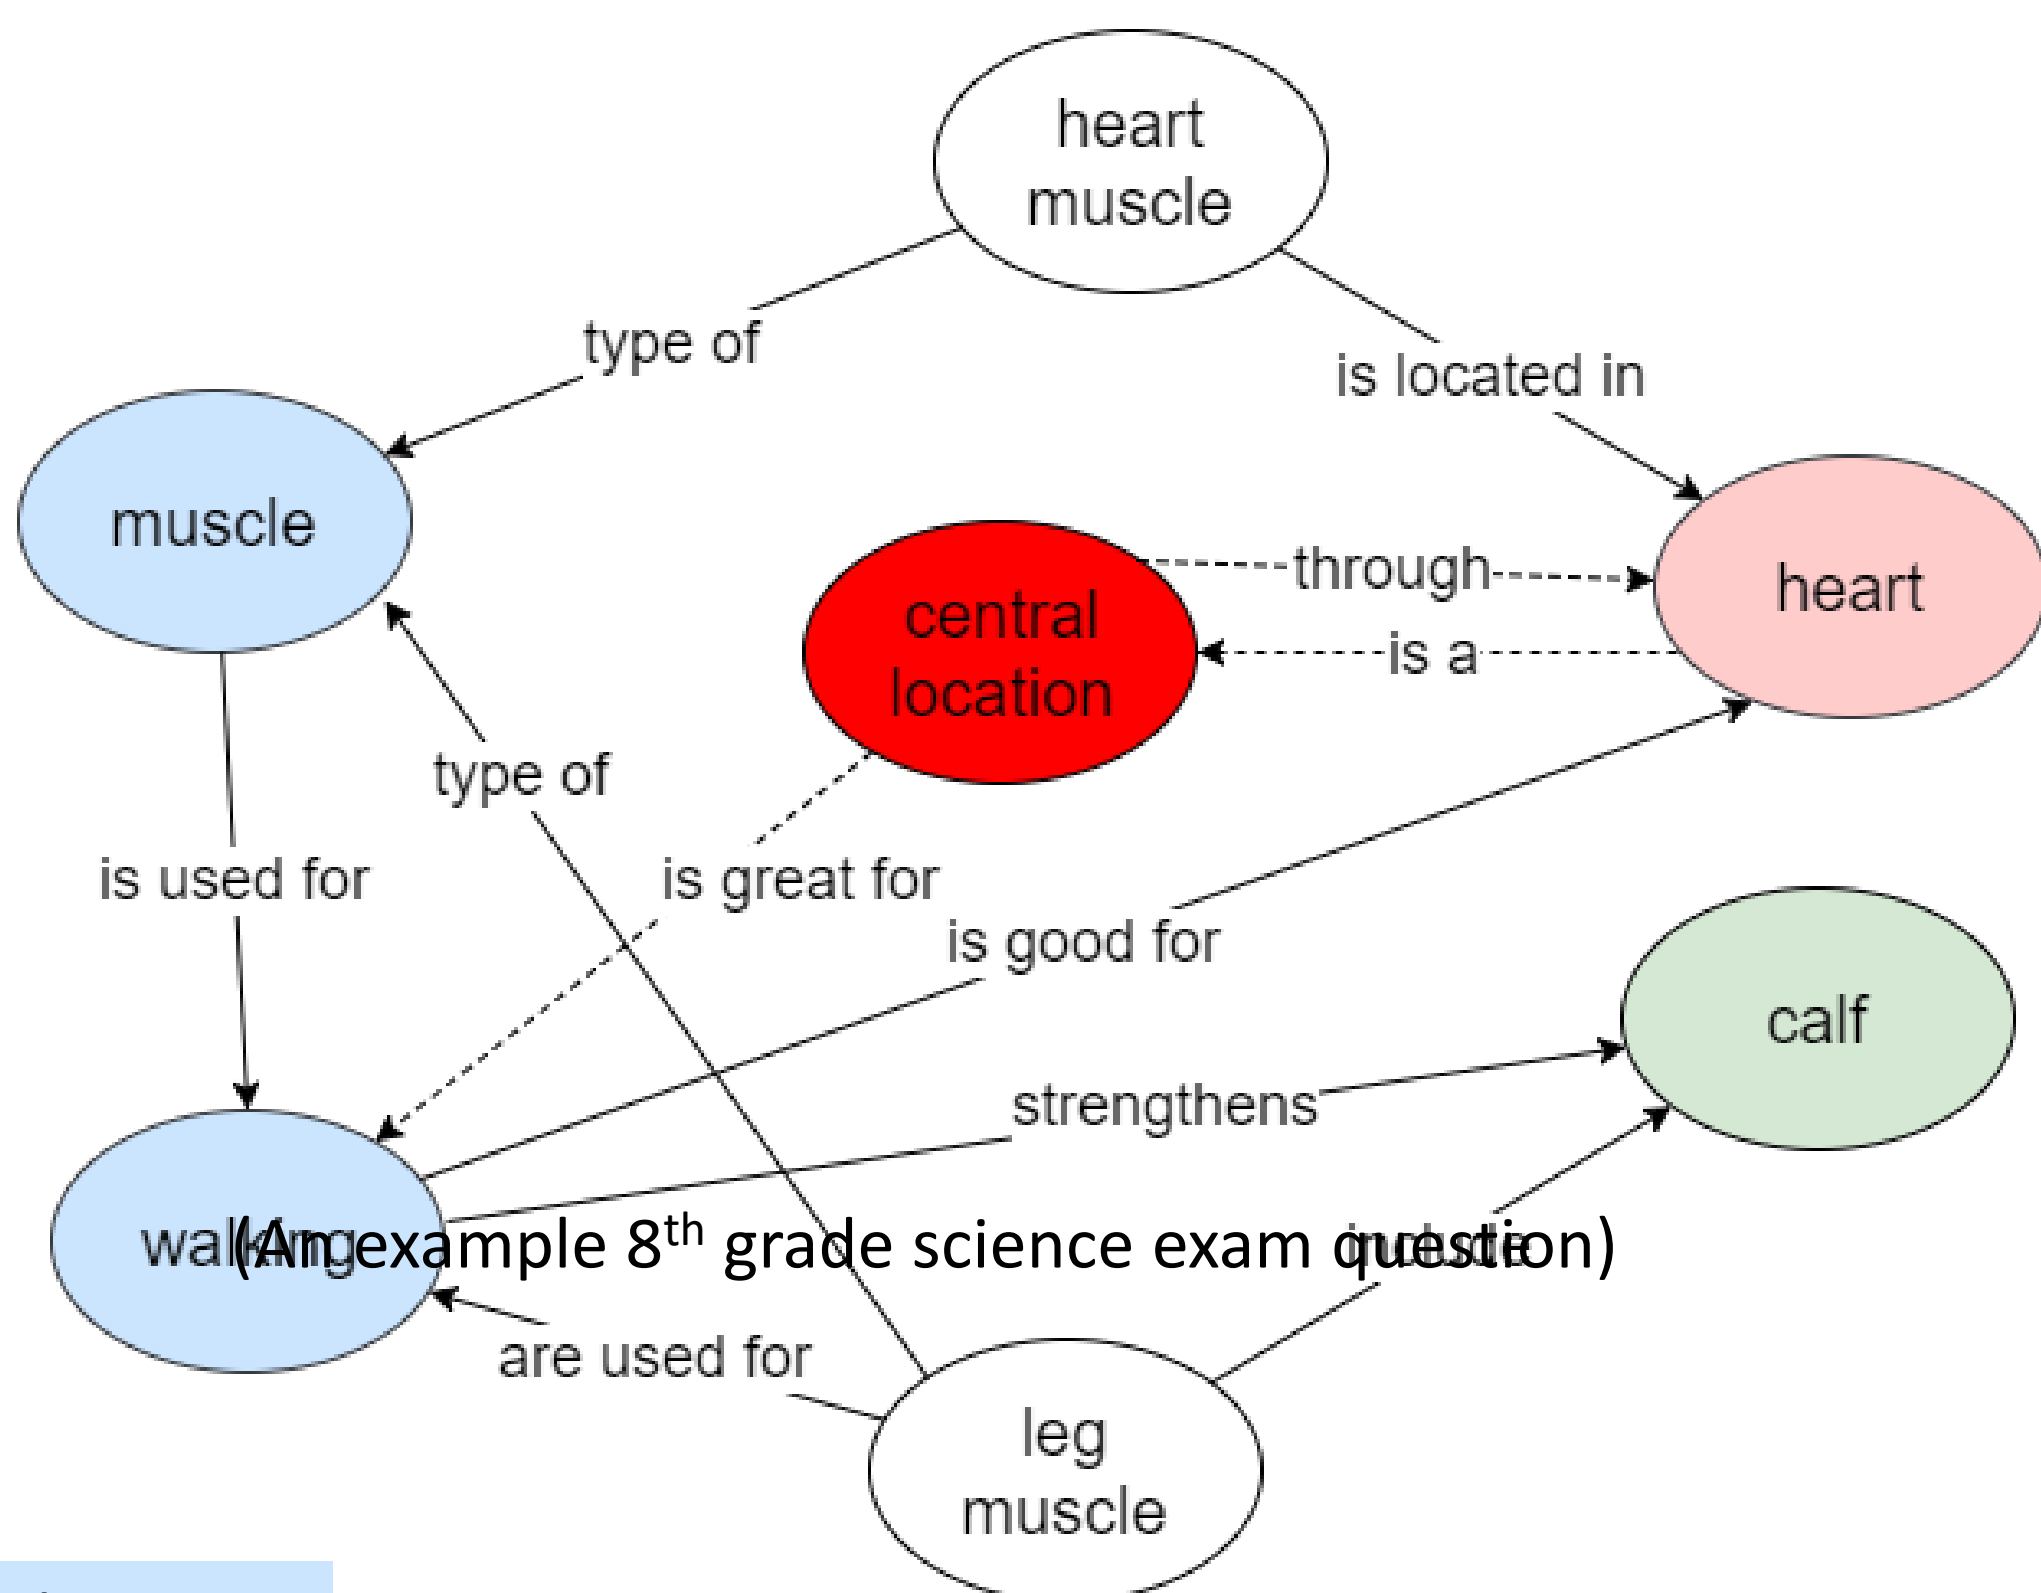 heart
muscle
type of
is located in
muscle
through
heart
central
location
is a
type of
is used for
is great for
is good for
calf
strengthens
walking
(An example 8th grade science exam question)
include
are used for
leg
muscle